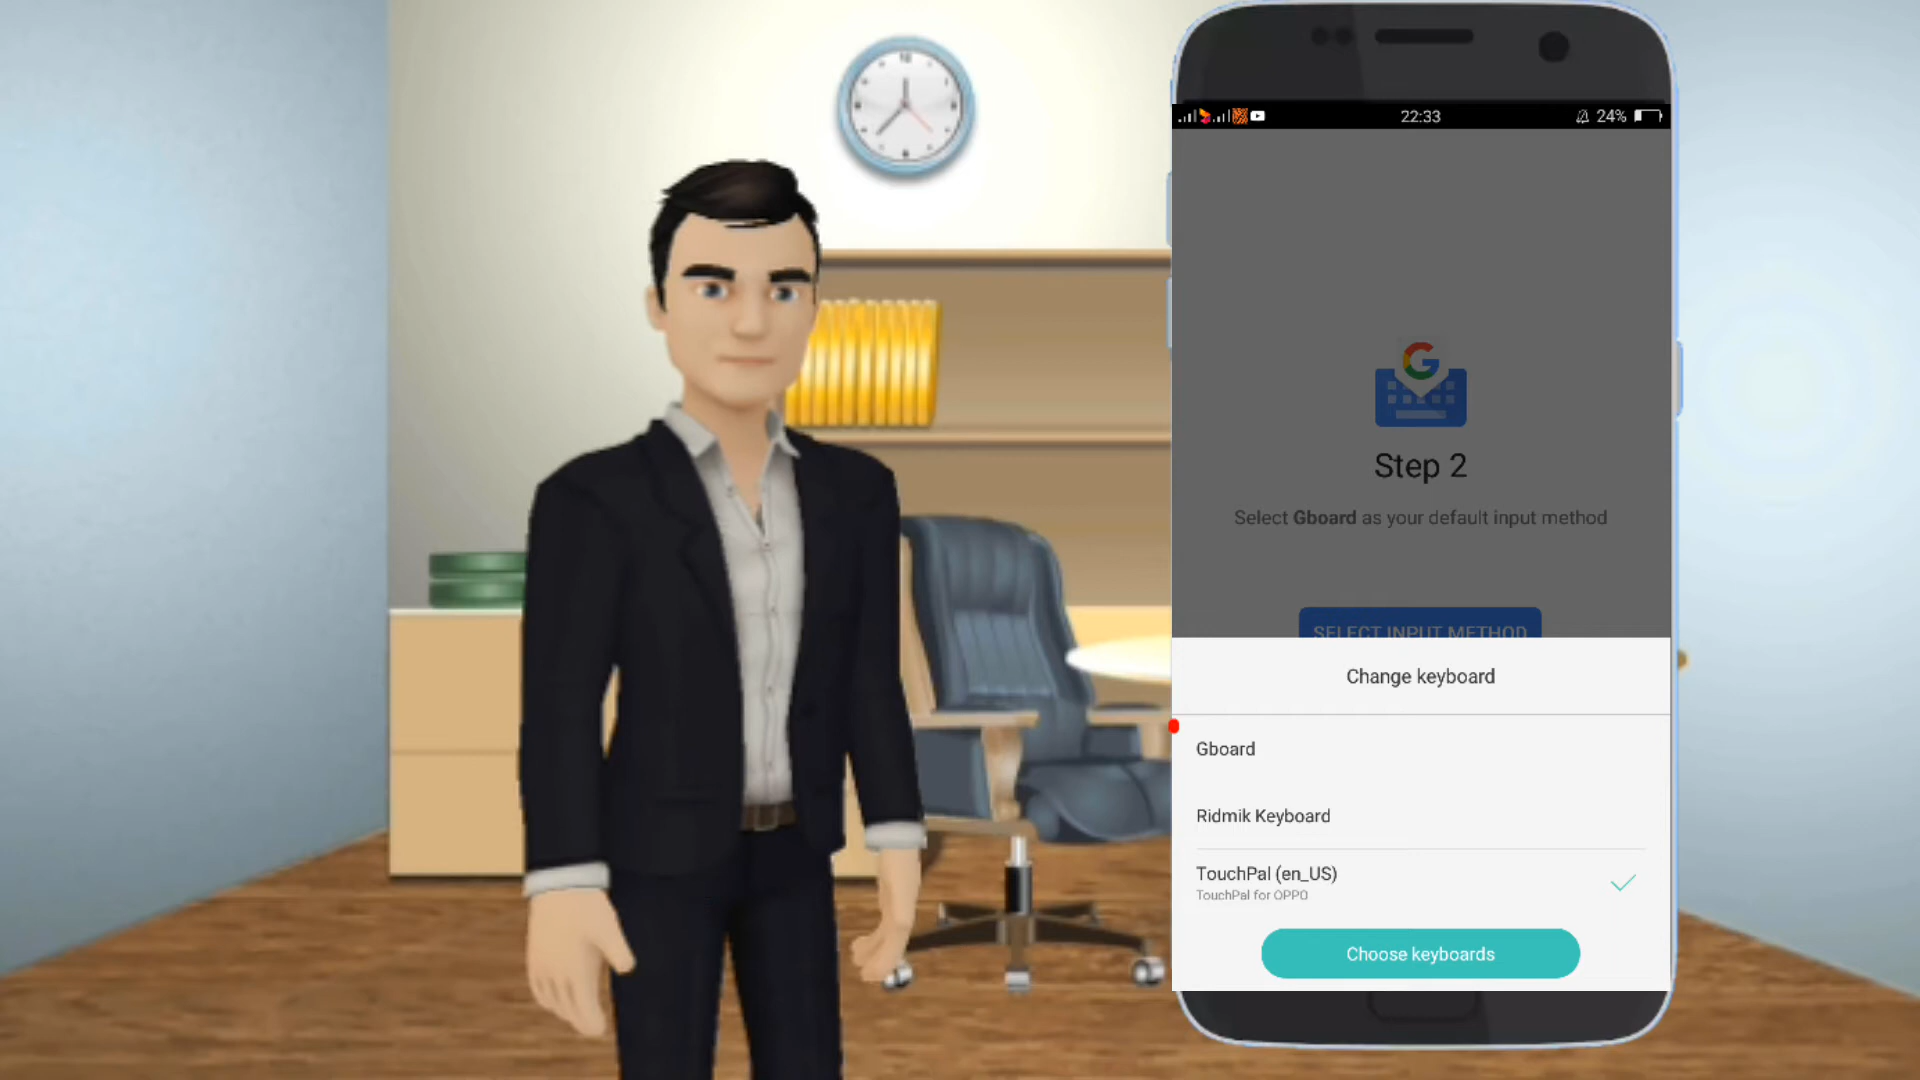 10
22:33
24%
G
Step 2
Select Gboard as your default input method
SELECT INPUT METHOD
Change keyboard
Gboard
Ridmik Keyboard
TouchPal (en_US)
TouchPal for OPPO
Choose keyboards